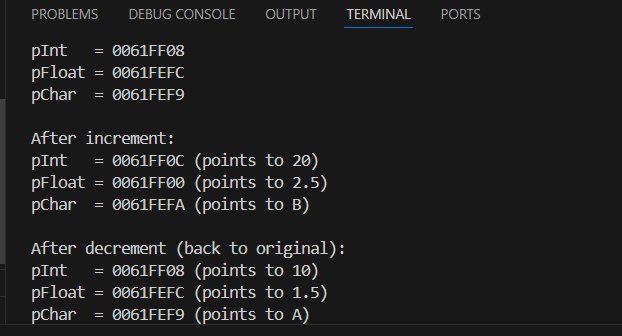 PROBLEMS DEBUG CONSOLE OUTPUT TERMINAL PORTS
pInt   = 0061FF08
pFloat = 0061FEFC
pChar  = 0061FEF9

After increment:
pInt   = 0061FF0C (points to 20)
pFloat = 0061FF00 (points to 2.5)
pChar  = 0061FEFA (points to B)

After decrement (back to original):
pInt   = 0061FF08 (points to 10)
pFloat = 0061FEFC (points to 1.5)
pChar  = 0061FEF9 (points to A)